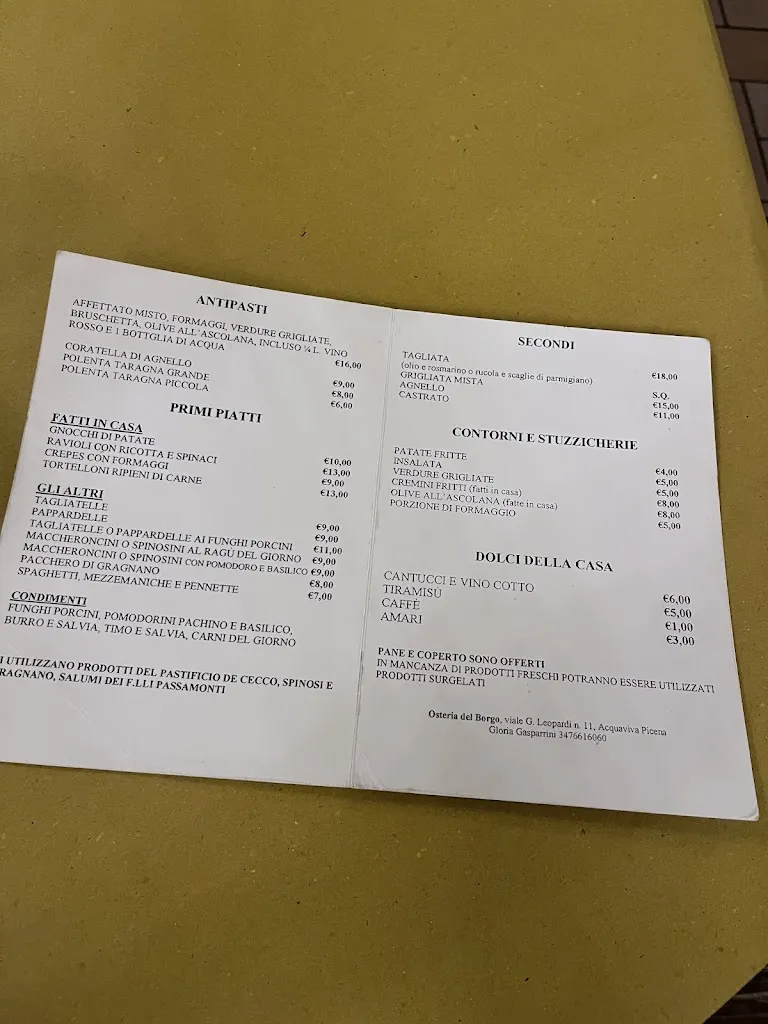 ANTIPASTI
AFFETTATO MISTO, FORMAGGI, VERDURE GRIGLIATE,
BRUSCHETTA, OLIVE ALL'ASCOLANA, INCLUSO ¼ L. VINO
ROSSO E 1 BOTTGLIA DI ACQUA €16,00
CORATELLA DI AGNELLO €9,00
POLENTA TARAGNA GRANDE €8,00
POLENTA TARAGNA PICCOLA €6,00
PRIMI PIATTI
FATTI IN CASA
GNOCCHI DI PATATE €10,00
RAVIOLI CON RICOTTA E SPINACI €13,00
CREPES CON FORMAGGI €9,00
TORTELLONI RIPIENI DI CARNE €13,00
GLI ALTRI
TAGLIATELLE €9,00
PAPPARDELLE €9,00
TAGLIATELLE O PAPPARDELLE AI FUNGHI PORCINI €11,00
MACCHERONCINI O SPINOSINI AL RAGÙ DEL GIORNO €9,00
MACCHERONCINI O SPINOSINI CON POMODORO E BASILICO €9,00
PACCHERO DI GRAGNANO €8,00
SPAGHETTI, MEZZEMANICHE E PENNETTE €7,00
CONDIMENTI
FUNGHI PORCINI, POMODORINI PACHINO E BASILICO,
BURRO E SALVIA, TIMO E SALVIA, CARNI DEL GIORNO
I UTILIZZANO PRODOTTI DEL PASTIFICIO DE CECCO, SPINOSI E
RAGNANO, SALUMI DEI F.LLI PASSAMONTI
SECONDI
TAGLIATA €18,00
(olio e rosmarino o rucola e scaglie di parmigiano)
GRIGLIATA MISTA S.Q.
AGNELLO €15,00
CASTRATO €11,00
CONTORNI E STUZZICHERIE
PATATE FRITTE €4,00
INSALATA €5,00
VERDURE GRIGLIATE €5,00
CREMINI FRITTI (fatti in casa) €8,00
OLIVE ALL'ASCOLANA (fatte in casa) €8,00
PORZIONE DI FORMAGGIO €5,00
DOLCI DELLA CASA
CANTUCCI E VINO COTTO €6,00
TIRAMISÙ €5,00
CAFFÈ €1,00
AMARI €3,00
PANE E COPERTO SONO OFFERTI
IN MANCANZA DI PRODOTTI FRESCHI POTRANNO ESSERE UTILIZZATI
PRODOTTI SURGELATI
Osteria del Borgo, viale G. Leopardi n. 11, Acquaviva Picena
Gloria Gasparrini 3476616060